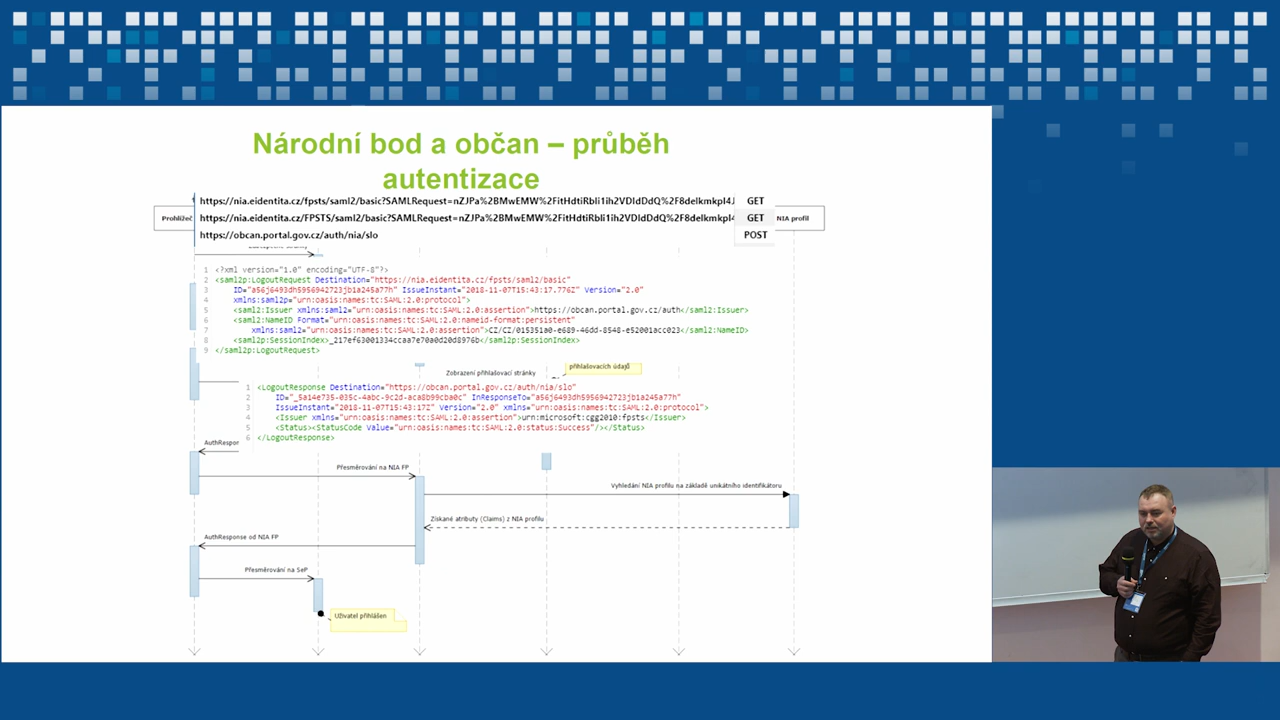 Národní bod a občan – průběh
autentizace
https://nia.eidentita.cz/fpsts/saml2/basic?SAMLRequest=nZJPa%2BMwEMW%2FitHdtiRbli1ih2VDIdDdQ%2F8delkmkpl4J GET
https://nia.eidentita.cz/FPSTS/saml2/basic?SAMLRequest=nZJPa%2BMwEMW%2FitHdtiRbli1ih2VDIdDdQ%2F8delkmkpl4 GET
https://obcan.portal.gov.cz/auth/nia/slo POST
Prohlížeč
NIA profil
1 <?xml version="1.0" encoding="UTF-8"?>
2 <saml2p:LogoutRequest Destination="https://nia.eidentita.cz/fpsts/saml2/basic"
3 ID="a56j6493dh5956942723jb1a245a77h" IssueInstant="2018-11-07T15:43:17.776Z" Version="2.0"
4 xmlns:saml2p="urn:oasis:names:tc:SAML:2.0:protocol">
5 <saml2:Issuer xmlns:saml2="urn:oasis:names:tc:SAML:2.0:assertion">https://obcan.portal.gov.cz/auth</saml2:Issuer>
6 <saml2:NameID Format="urn:oasis:names:tc:SAML:2.0:nameid-format:persistent"
7 xmlns:saml2="urn:oasis:names:tc:SAML:2.0:assertion">CZ/CZ/015351a0-e689-46dd-8548-e52001acc023</saml2:NameID>
8 <saml2p:SessionIndex>_217ef63001334ccaa7e70a0d20d8976b</saml2p:SessionIndex>
9 </saml2p:LogoutRequest>
Zobrazení přihlašovací stránky
přihlašovacích údajů
1 <LogoutResponse Destination="https://obcan.portal.gov.cz/auth/nia/slo"
2 ID="_5a14e735-035c-4abc-9c2d-aca8b99cba0c" InResponseTo="a56j6493dh5956942723jb1a245a77h"
3 IssueInstant="2018-11-07T15:43:17Z" Version="2.0" xmlns="urn:oasis:names:tc:SAML:2.0:protocol">
4 <Issuer xmlns="urn:oasis:names:tc:SAML:2.0:assertion">urn:microsoft:cgg2010:fpsts</Issuer>
5 <Status><StatusCode Value="urn:oasis:names:tc:SAML:2.0:status:Success"/></Status>
6 </LogoutResponse>
AuthRespor
Přesměrování na NIA FP
Vyhledání NIA profilu na základě unikátního identifikátoru
Získané atributy (Claims) z NIA profilu
AuthResponse od NIA FP
Přesměrování na SeP
Uživatel přihlášen